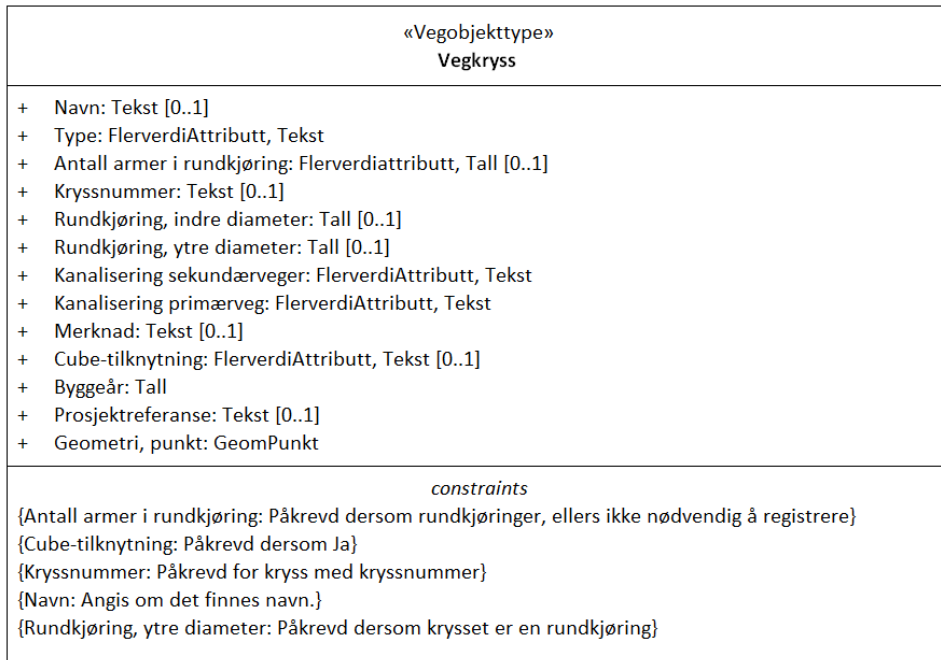 «Vegobjekttype»
Vegkryss
+ Navn: Tekst [0..1]
+ Type: FlerverdiAttributt, Tekst
+ Antall armer i rundkjøring: Flerverdiattributt, Tall [0..1]
+ Kryssnummer: Tekst [0..1]
+ Rundkjøring, indre diameter: Tall [0..1]
+ Rundkjøring, ytre diameter: Tall [0..1]
+ Kanalisering sekundærveger: FlerverdiAttributt, Tekst
+ Kanalisering primærveg: FlerverdiAttributt, Tekst
+ Merknad: Tekst [0..1]
+ Cube-tilknytning: FlerverdiAttributt, Tekst [0..1]
+ Byggeår: Tall
+ Prosjektreferanse: Tekst [0..1]
+ Geometri, punkt: GeomPunkt
constraints
{Antall armer i rundkjøring: Påkrevd dersom rundkjøringer, ellers ikke nødvendig å registrere}
{Cube-tilknytning: Påkrevd dersom Ja}
{Kryssnummer: Påkrevd for kryss med kryssnummer}
{Navn: Angis om det finnes navn.}
{Rundkjøring, ytre diameter: Påkrevd dersom krysset er en rundkjøring}